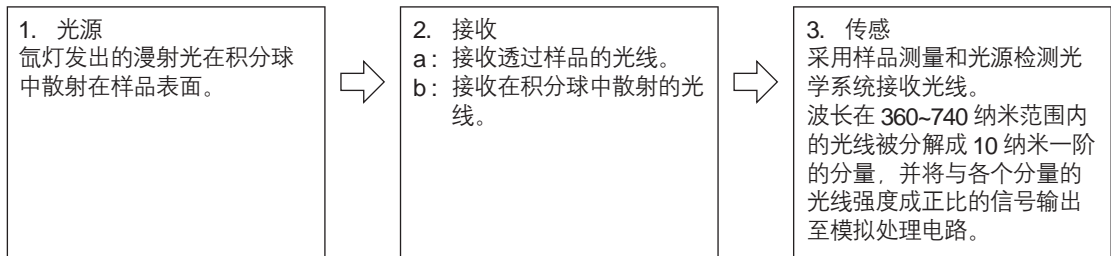 1. 光源
氙灯发出的漫射光在积分球
中散射在样品表面。
2. 接收
a : 接收透过样品的光线。
b : 接收在积分球中散射的光
线。
3. 传感
采用样品测量和光源检测光
学系统接收光线。
波长在 360~740 纳米范围内
的光线被分解成 10 纳米一阶
的分量，并将与各个分量的
光线强度成正比的信号输出
至模拟处理电路。